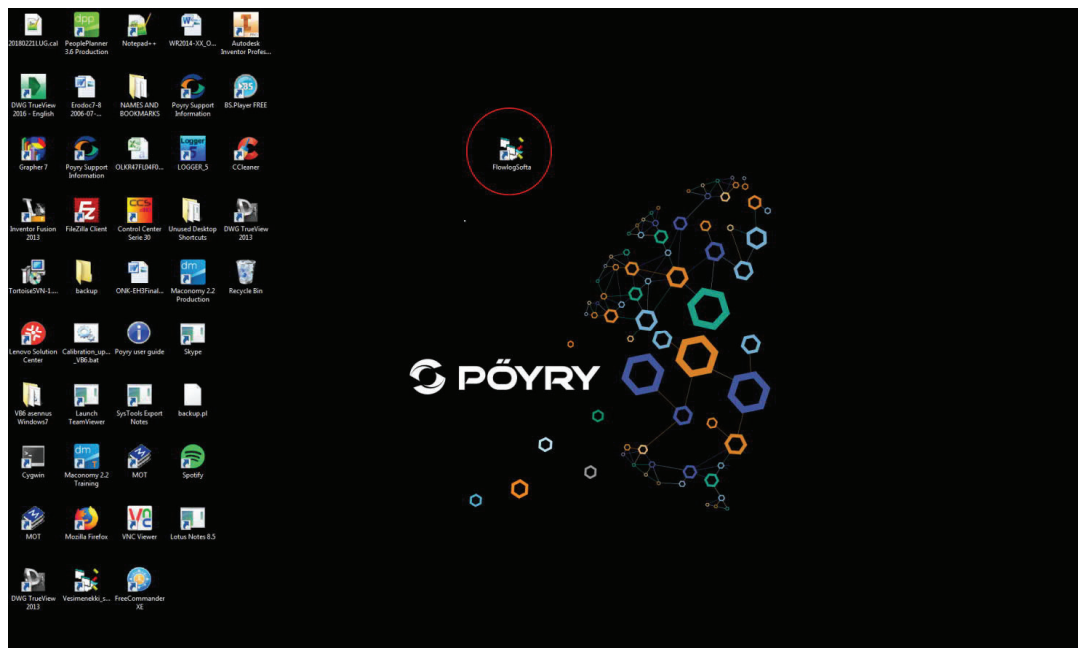 20180221LUG.cal
PeoplePlanner
3.6 Production
Notepad++
WR2014-XX_O...
Autodesk
Inventor Profes...
DWG TrueView
2016 - English
Erodoc7-8
2006-07-...
NAMES AND
BOOKMARKS
Poyry Support
Information
BS.Player FREE
Grapher 7
Poyry Support
Information
OLKR47FL04F0...
LOGGER_5
CCleaner
FlowlogSofta
Inventor Fusion
2013
FileZilla Client
Control Center
Serie 30
Unused Desktop
Shortcuts
DWG TrueView
2013
TortoiseSVN-1....
backup
ONK-EH3Final...
Maconomy 2.2
Production
Recycle Bin
Lenovo Solution
Center
Calibration_up...
_VB6.bat
Poyry user guide
Skype
PÖYRY
VB6 asennus
Windows7
Launch
TeamViewer
SysTools Export
Notes
backup.pl
Cygwin
Maconomy 2.2
Training
MOT
Spotify
MOT
Mozilla Firefox
VNC Viewer
Lotus Notes 8.5
DWG TrueView
2013
Vesimenekki_s...
FreeCommander
XE